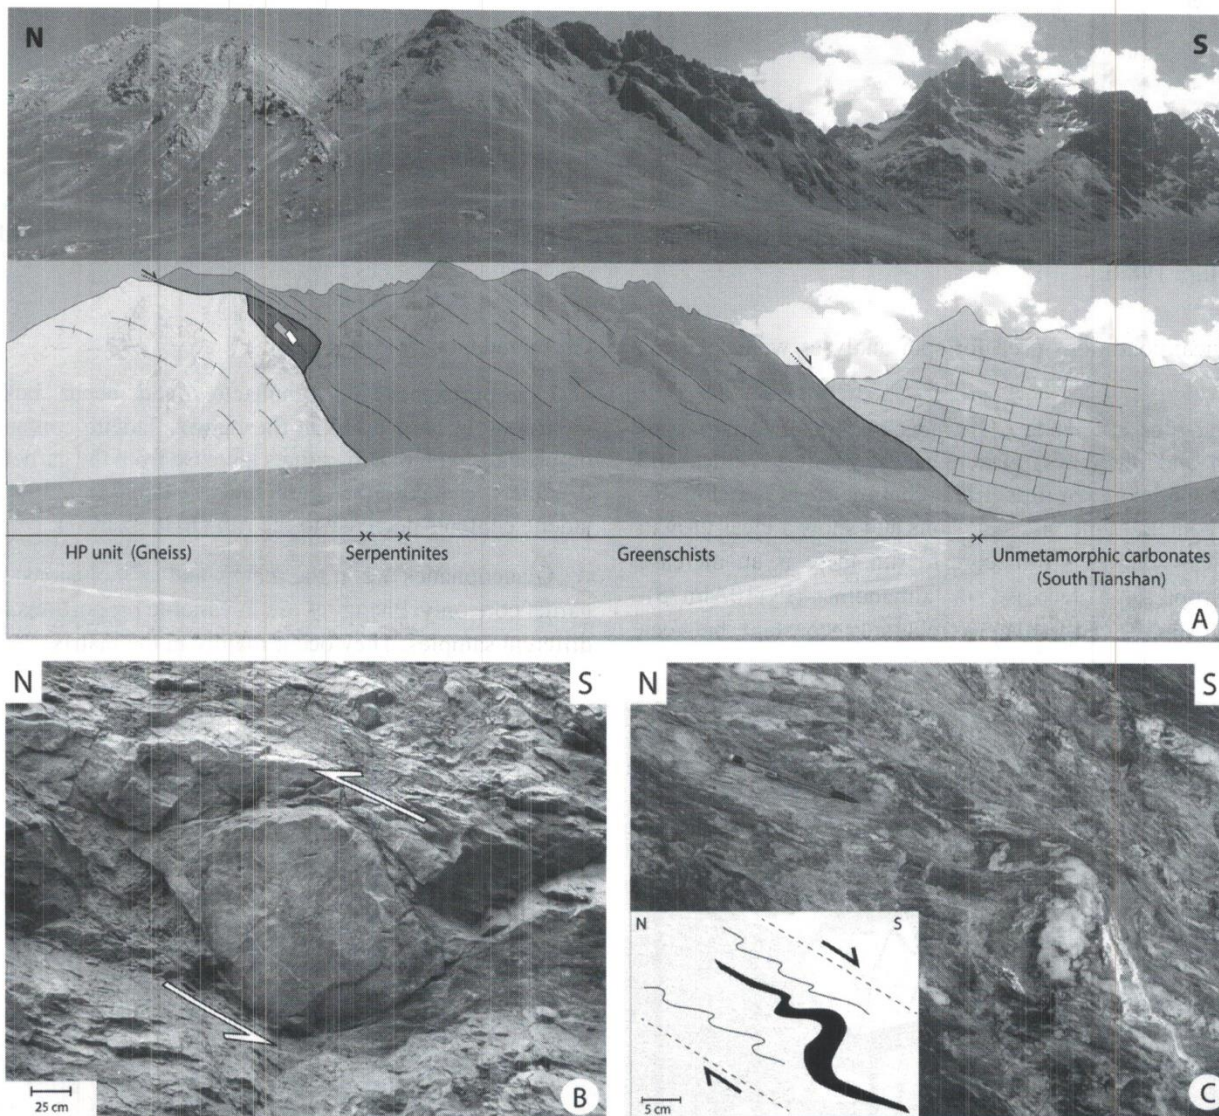 N S
HP unit (Gneiss) Serpentinites Greenschists Unmetamorphic carbonates
(South Tianshan)
A
N S
25 cm
B
N S
N S
5 cm
C